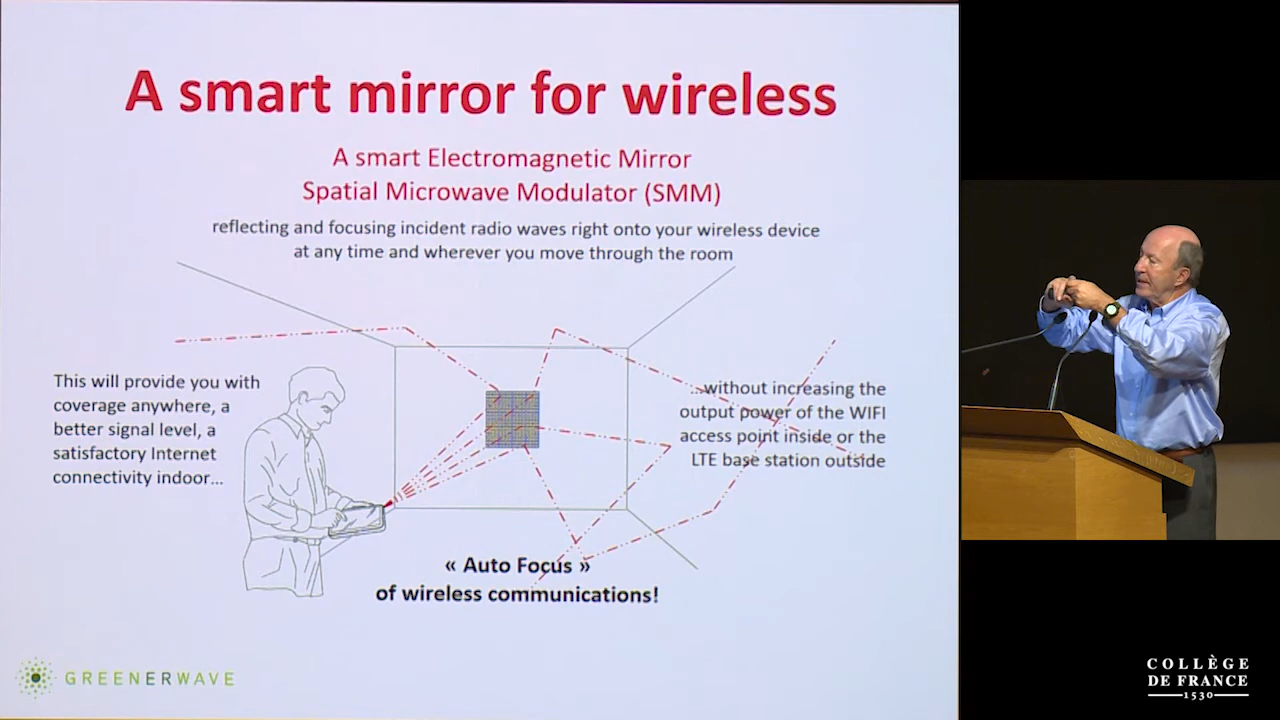 A smart mirror for wireless
A smart Electromagnetic Mirror
Spatial Microwave Modulator (SMM)
reflecting and focusing incident radio waves right onto your wireless device
at any time and wherever you move through the room
This will provide you with
coverage anywhere, a
better signal level, a
satisfactory Internet
connectivity indoor...
...without increasing the
output power of the WIFI
access point inside or the
LTE base station outside
« Auto Focus »
of wireless communications!
GREENERWAVE
COLLÈGE
DE FRANCE
1530